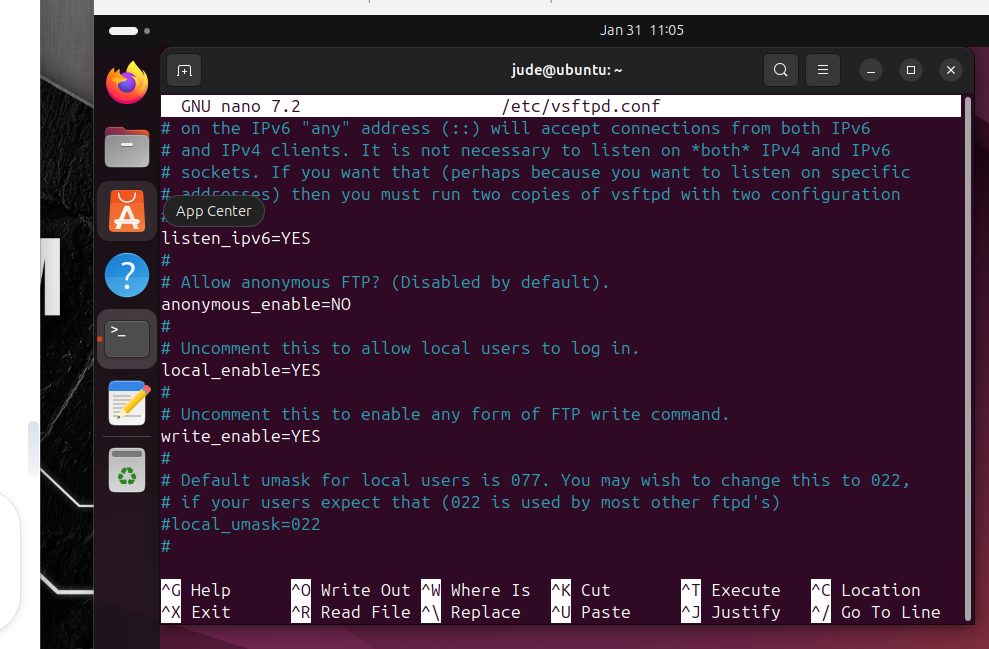 Jan 31 11:05
jude@ubuntu: ~
GNU nano 7.2 /etc/vsftpd.conf
# on the IPv6 "any" address (::) will accept connections from both IPv6
# and IPv4 clients. It is not necessary to listen on *both* IPv4 and IPv6
# sockets. If you want that (perhaps because you want to listen on specific
# addresses) then you must run two copies of vsftpd with two configuration
App Center
listen_ipv6=YES
#
# Allow anonymous FTP? (Disabled by default).
anonymous_enable=NO
#
# Uncomment this to allow local users to log in.
local_enable=YES
#
# Uncomment this to enable any form of FTP write command.
write_enable=YES
#
# Default umask for local users is 077. You may wish to change this to 022,
# if your users expect that (022 is used by most other ftpd's)
#local_umask=022
#
^G Help ^O Write Out ^W Where Is ^K Cut ^T Execute ^C Location
^X Exit ^R Read File ^\ Replace ^U Paste ^J Justify ^/ Go To Line